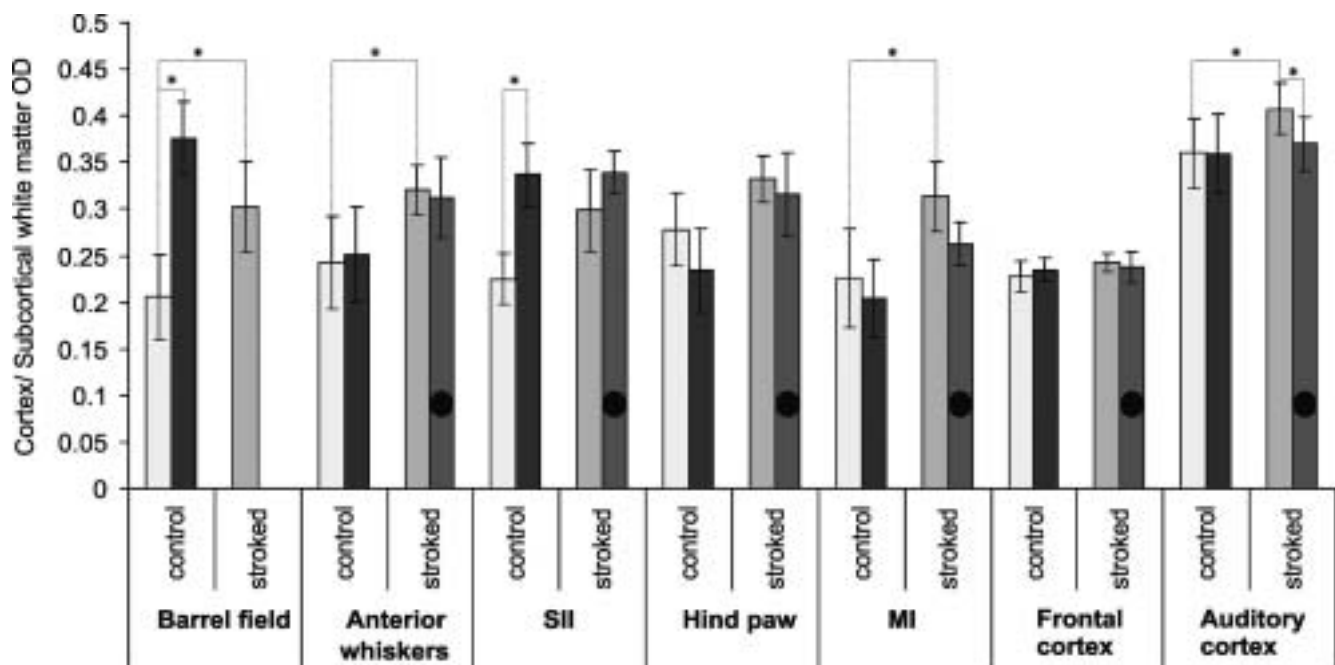 Cortex/ Subcortical white matter OD
0.5
0.45
0.4
0.35
0.3
0.25
0.2
0.15
0.1
0.05
0
*
*
*
*
*
*
*
control
stroked
control
stroked
control
stroked
control
stroked
control
stroked
control
stroked
control
stroked
Barrel field
Anterior
whiskers
SII
Hind paw
MI
Frontal
cortex
Auditory
cortex